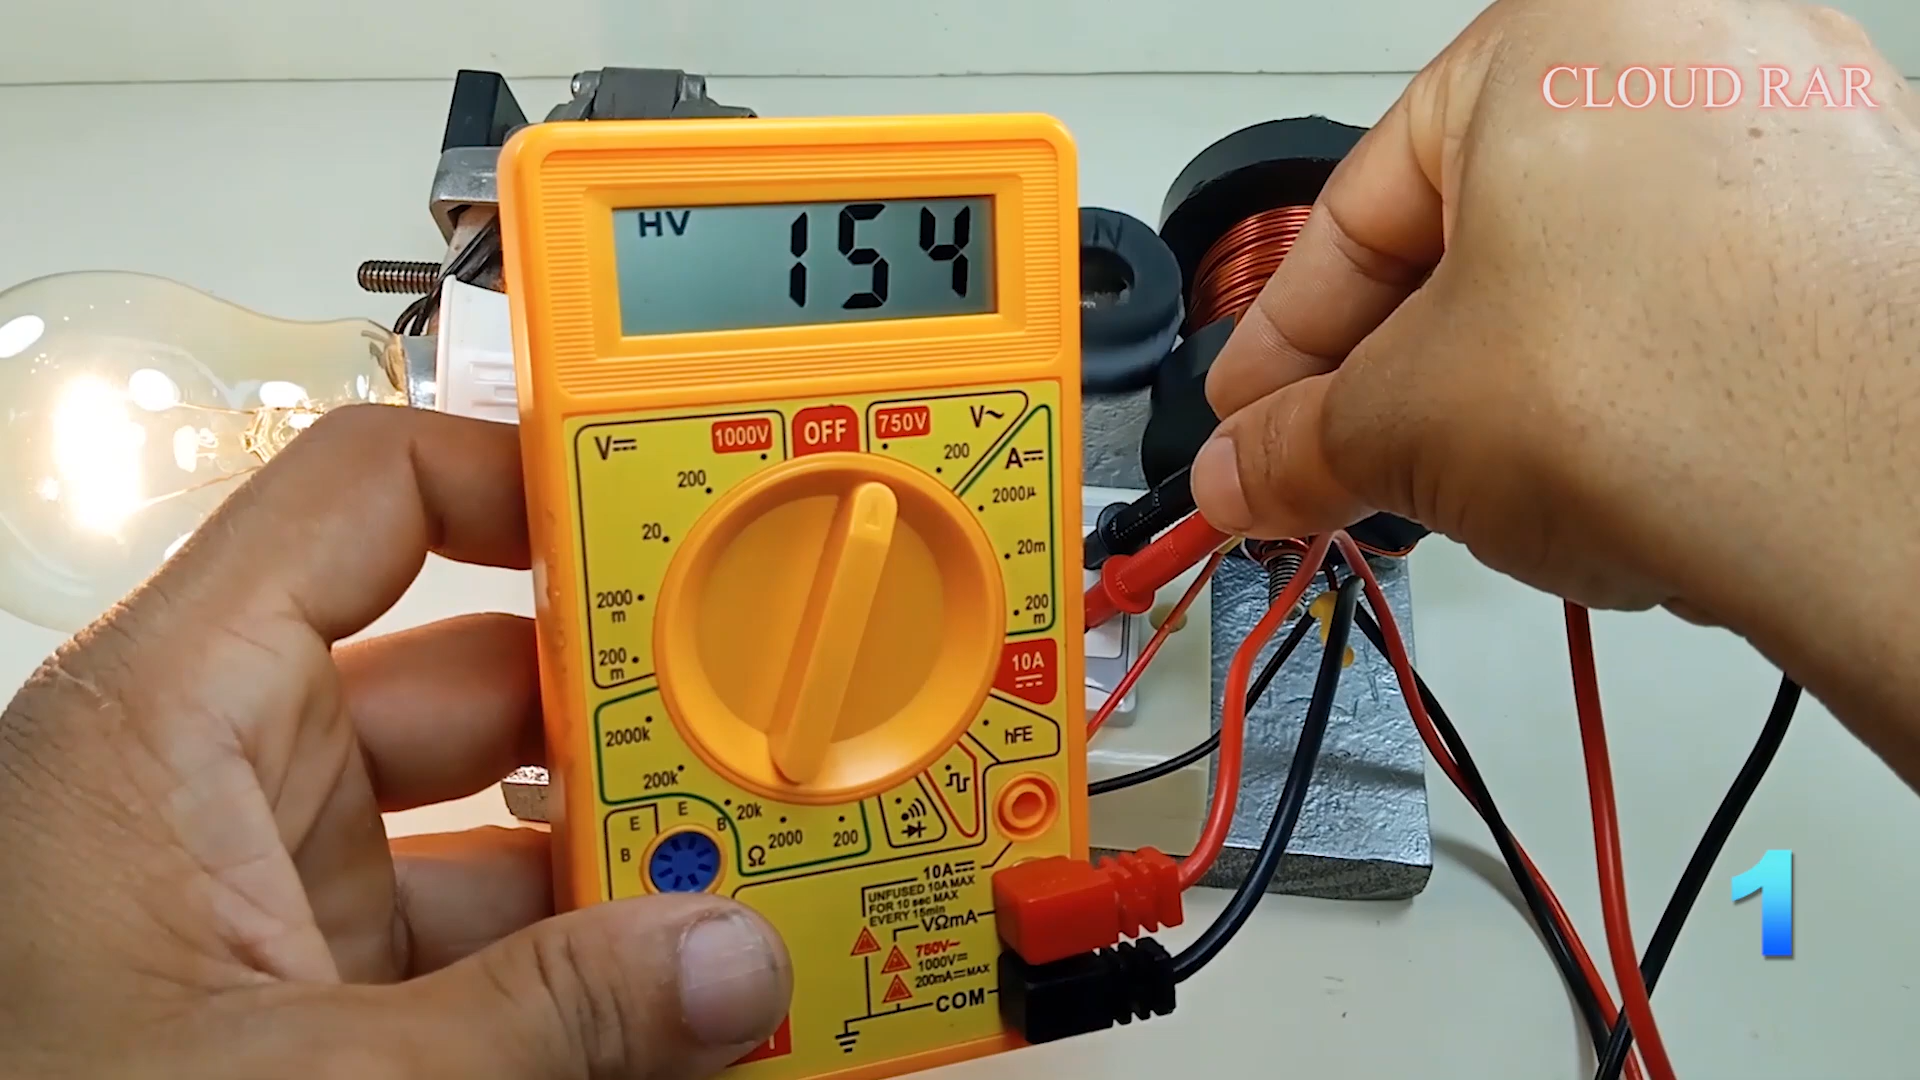 CLOUD RAR
HV 154
N
V⎓ 1000V OFF 750V V~
200 200 A⎓
2000µ
20 20m
2000
m
200
m
200
m
10A
⎓
2000k hFE
200k
20k
2000 200
Ω
E E B
B
10A⎓
UNFUSED 10A MAX
FOR 10 sec MAX
EVERY 15min
VΩmA
750V~
1000V⎓
200mA⎓MAX
COM
1